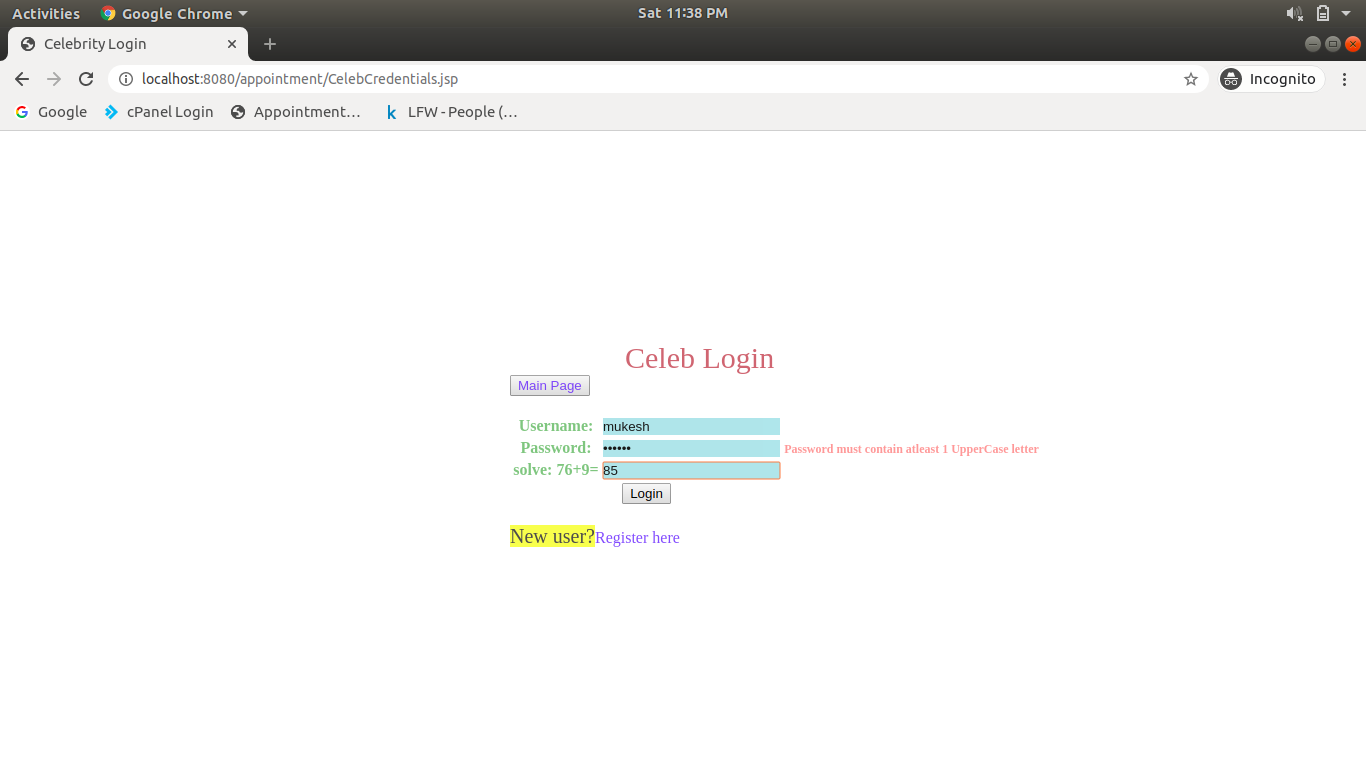 Activities Google Chrome Sat 11:38 PM
Celebrity Login
localhost:8080/appointment/CelebCredentials.jsp Incognito
Google cPanel Login Appointment… LFW - People (…
Celeb Login
Main Page
Username: mukesh
Password: •••••• Password must contain atleast 1 UpperCase letter
solve: 76+9= 85
Login
New user?Register here